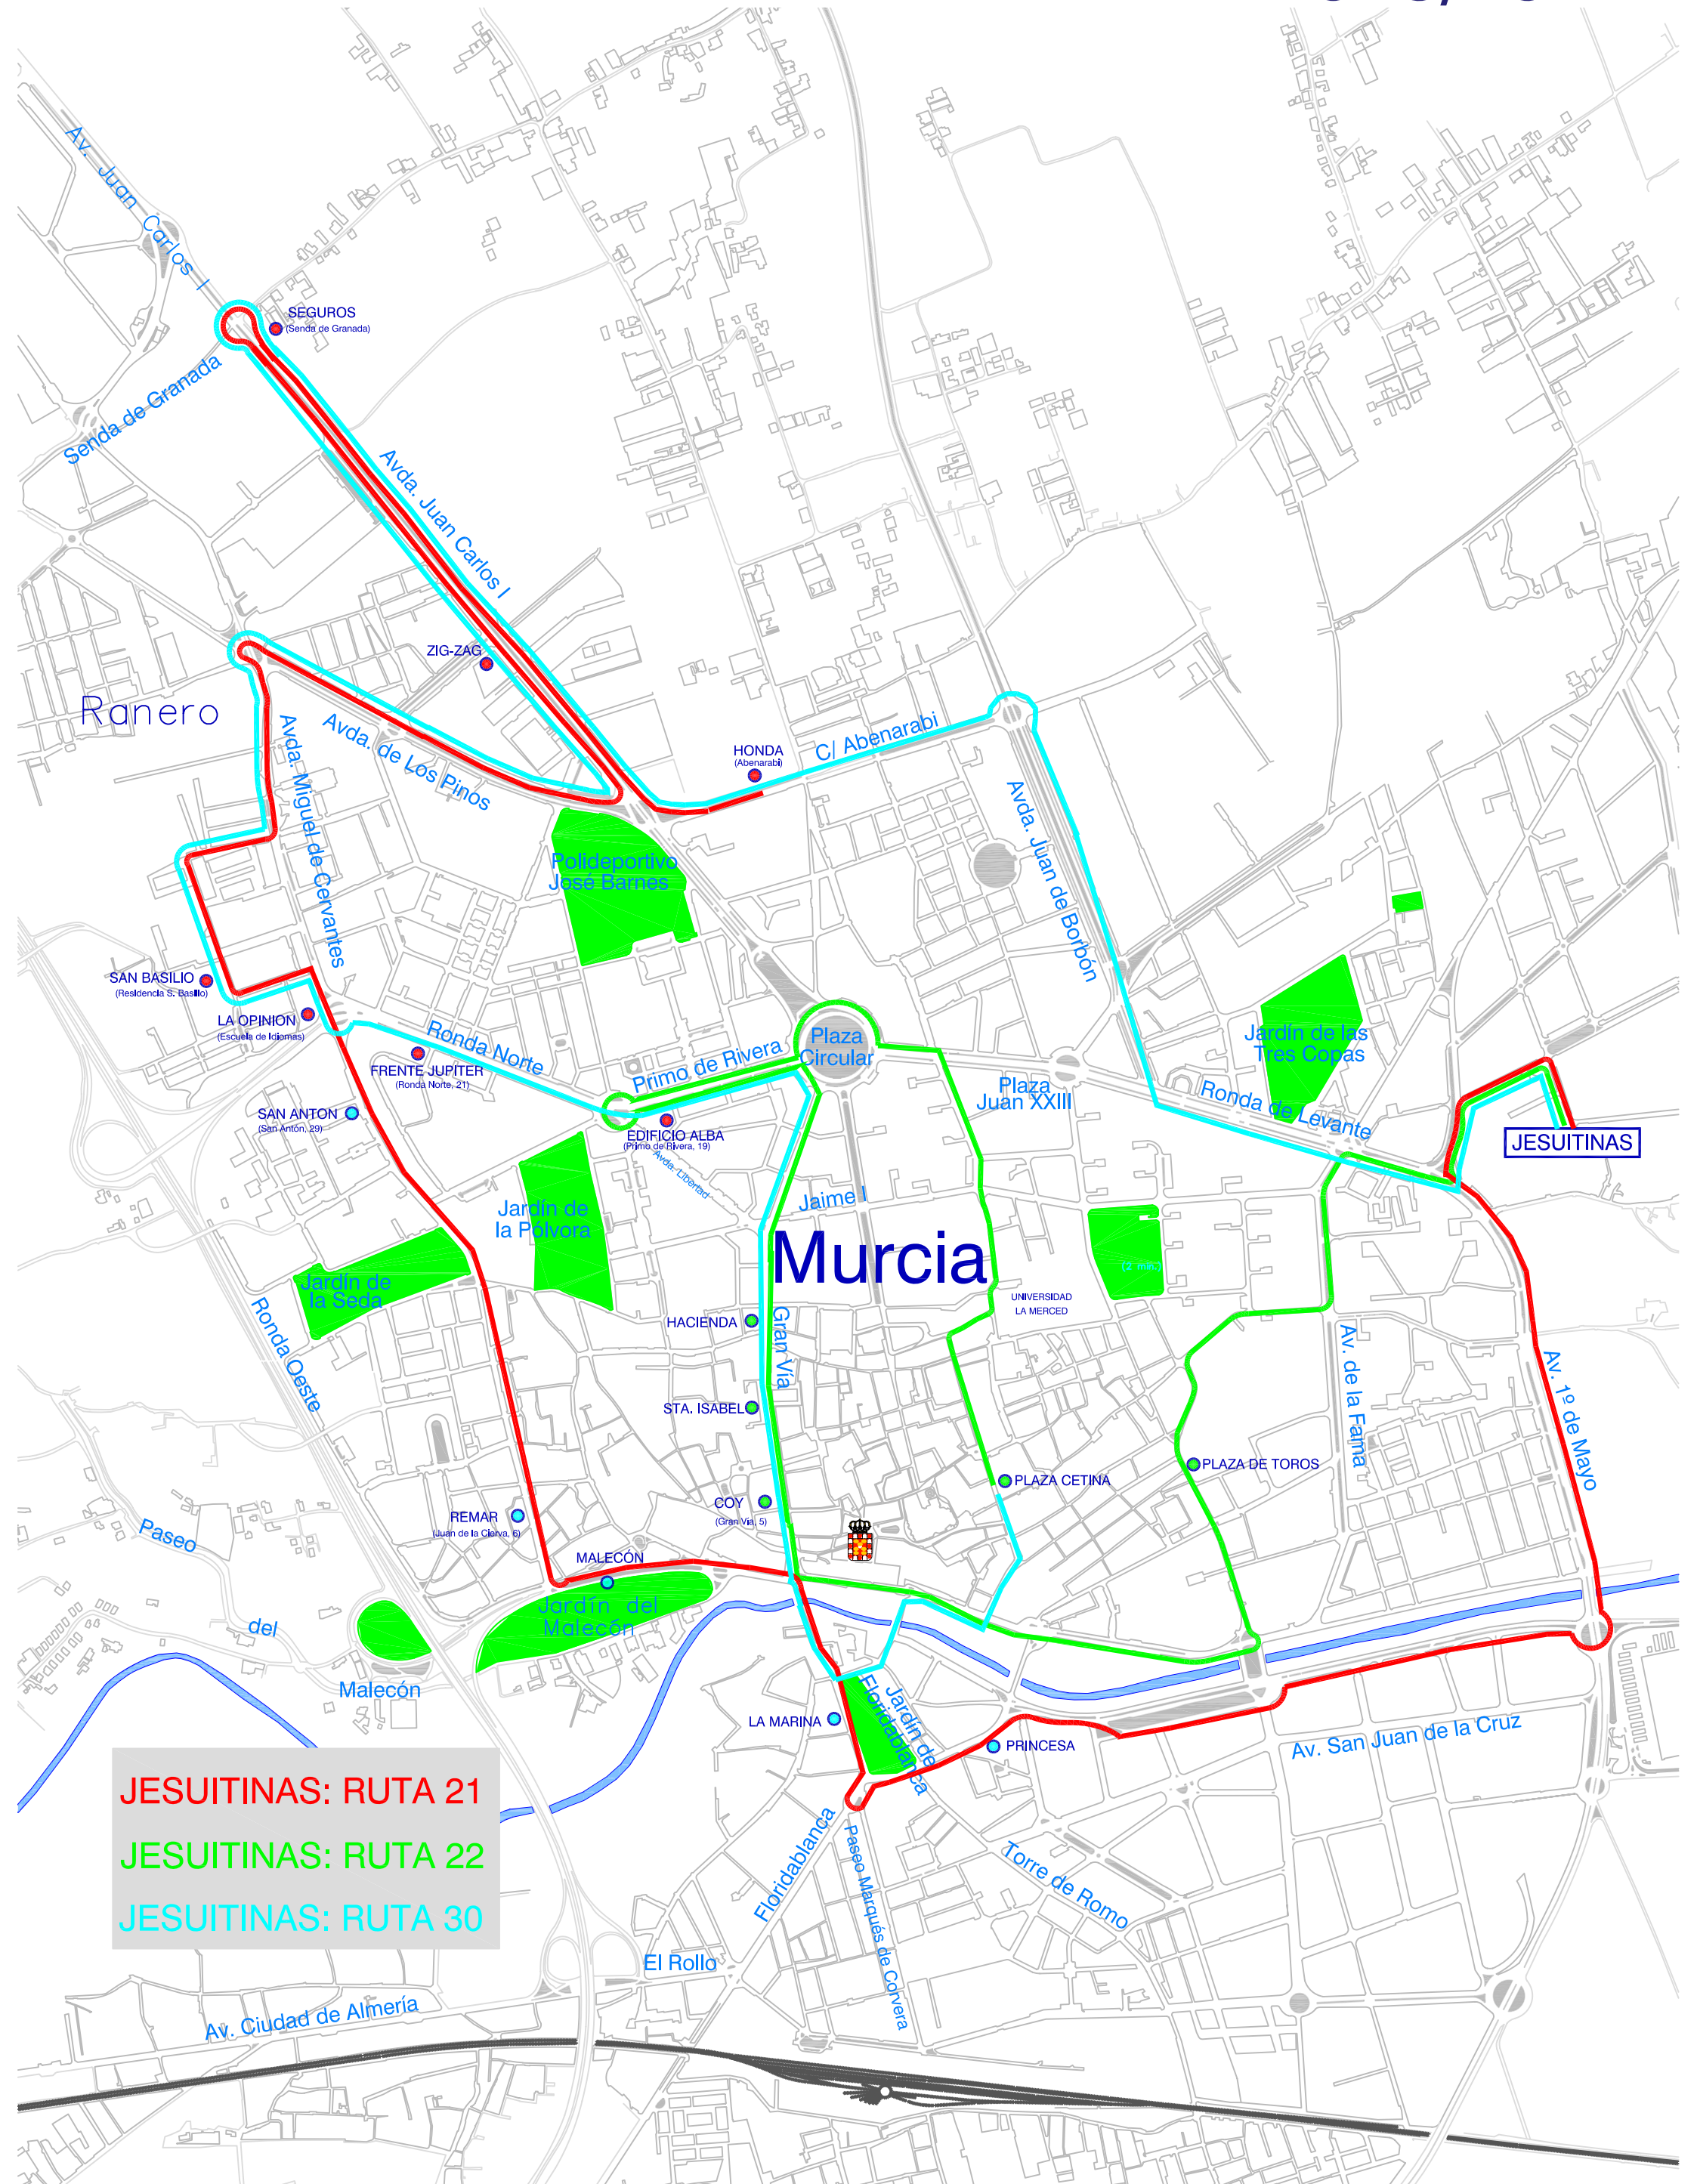 Av. Juan Carlos I
SEGUROS
(Senda de Granada)
Senda de Granada
Avda. Juan Carlos I
ZIG-ZAG
Ranero
Avda. de Los Pinos
Avda. Miguel de Cervantes
HONDA
(Abenarabi)
C/ Abenarabi
Avda. Juan de Borbón
Polideportivo
José Barnes
SAN BASILIO
(Residencia S. Basilio)
LA OPINION
(Escuela de Idiomas)
Ronda Norte
FRENTE JUPITER
(Ronda Norte, 21)
Primo de Rivera
Plaza
Circular
Plaza
Juan XXIII
Jardín de las
Tres Copas
Ronda de Levante
JESUITINAS
SAN ANTON
(San Antón, 29)
EDIFICIO ALBA
(Primo de Rivera, 19)
Avda. Libertad
Jaime I
Jardín de
la Pólvora
Murcia
(2 min.)
Jardín de
la Seda
UNIVERSIDAD
LA MERCED
HACIENDA
Gran Vía
Ronda Oeste
Av. de la Fama
Av. 1º de Mayo
STA. ISABEL
PLAZA DE TOROS
PLAZA CETINA
COY
(Gran Vía, 5)
REMAR
(Juan de la Cierva, 6)
Paseo
del
Malecón
MALECÓN
Jardín del
Malecón
LA MARINA
Jardín de
Floridablanca
PRINCESA
Av. San Juan de la Cruz
JESUITINAS: RUTA 21
JESUITINAS: RUTA 22
JESUITINAS: RUTA 30
Floridablanca
Paseo Marqués de Corvera
Torre de Romo
El Rollo
Av. Ciudad de Almería